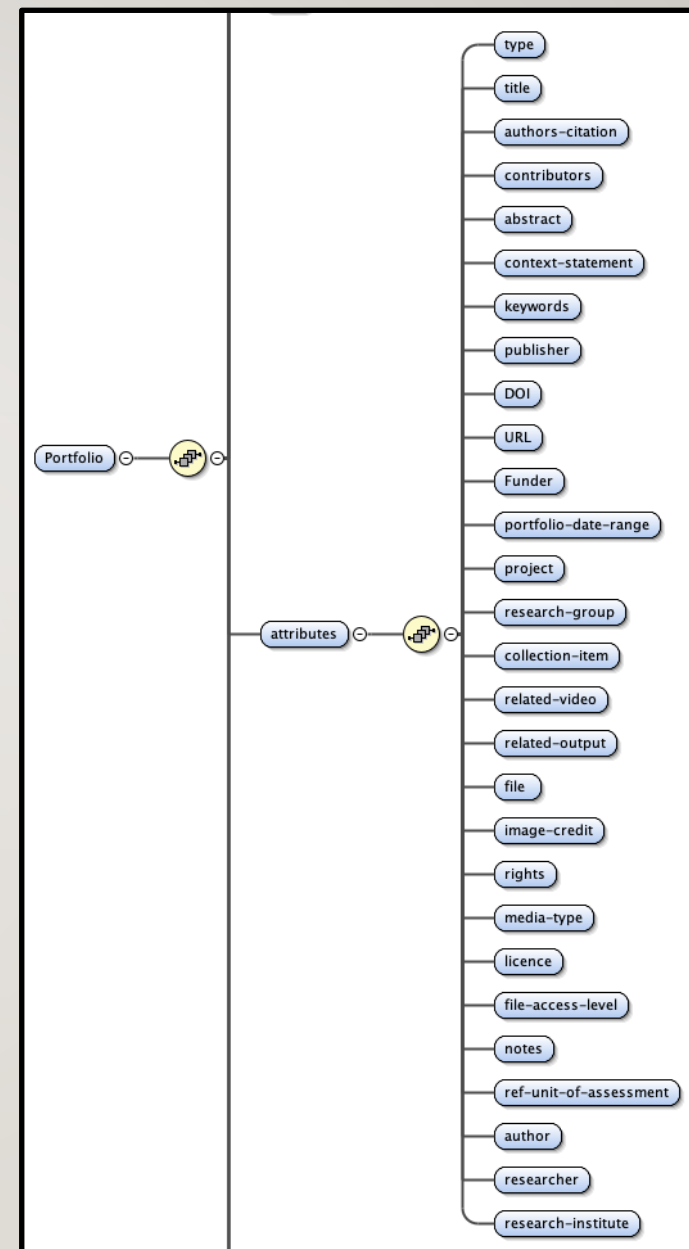 type
title
authors-citation
contributors
abstract
context-statement
keywords
publisher
DOI
URL
Portfolio
Funder
portfolio-date-range
project
research-group
attributes
collection-item
related-video
related-output
file
image-credit
rights
media-type
licence
file-access-level
notes
ref-unit-of-assessment
author
researcher
research-institute